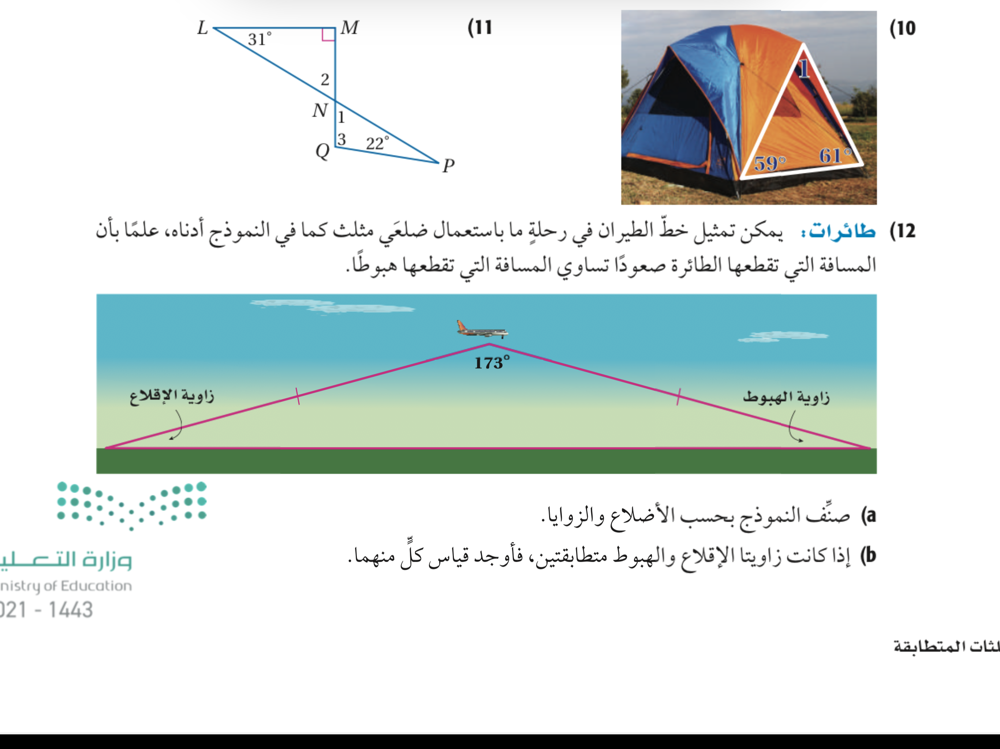 (10
1
59°
61°
(11
L
M
31°
2
N
1
3
22°
Q
P
(12 طائرات: يمكن تمثيل خطّ الطيران في رحلةٍ ما باستعمال ضلعَي مثلث كما في النموذج أدناه، علمًا بأن
المسافة التي تقطعها الطائرة صعودًا تساوي المسافة التي تقطعها هبوطًا.
173°
زاوية الهبوط
زاوية الإقلاع
(a صنِّف النموذج بحسب الأضلاع والزوايا.
(b إذا كانت زاويتا الإقلاع والهبوط متطابقتين، فأوجد قياس كلٍّ منهما.
وزارة التعلي
nistry of Education
021 - 1443
لثات المتطابقة